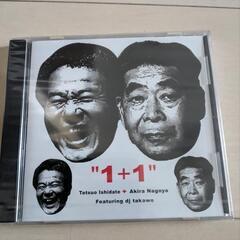 "1+1"
Tetsuo Ishidate + Akira Nagoya
Featuring dj takawo